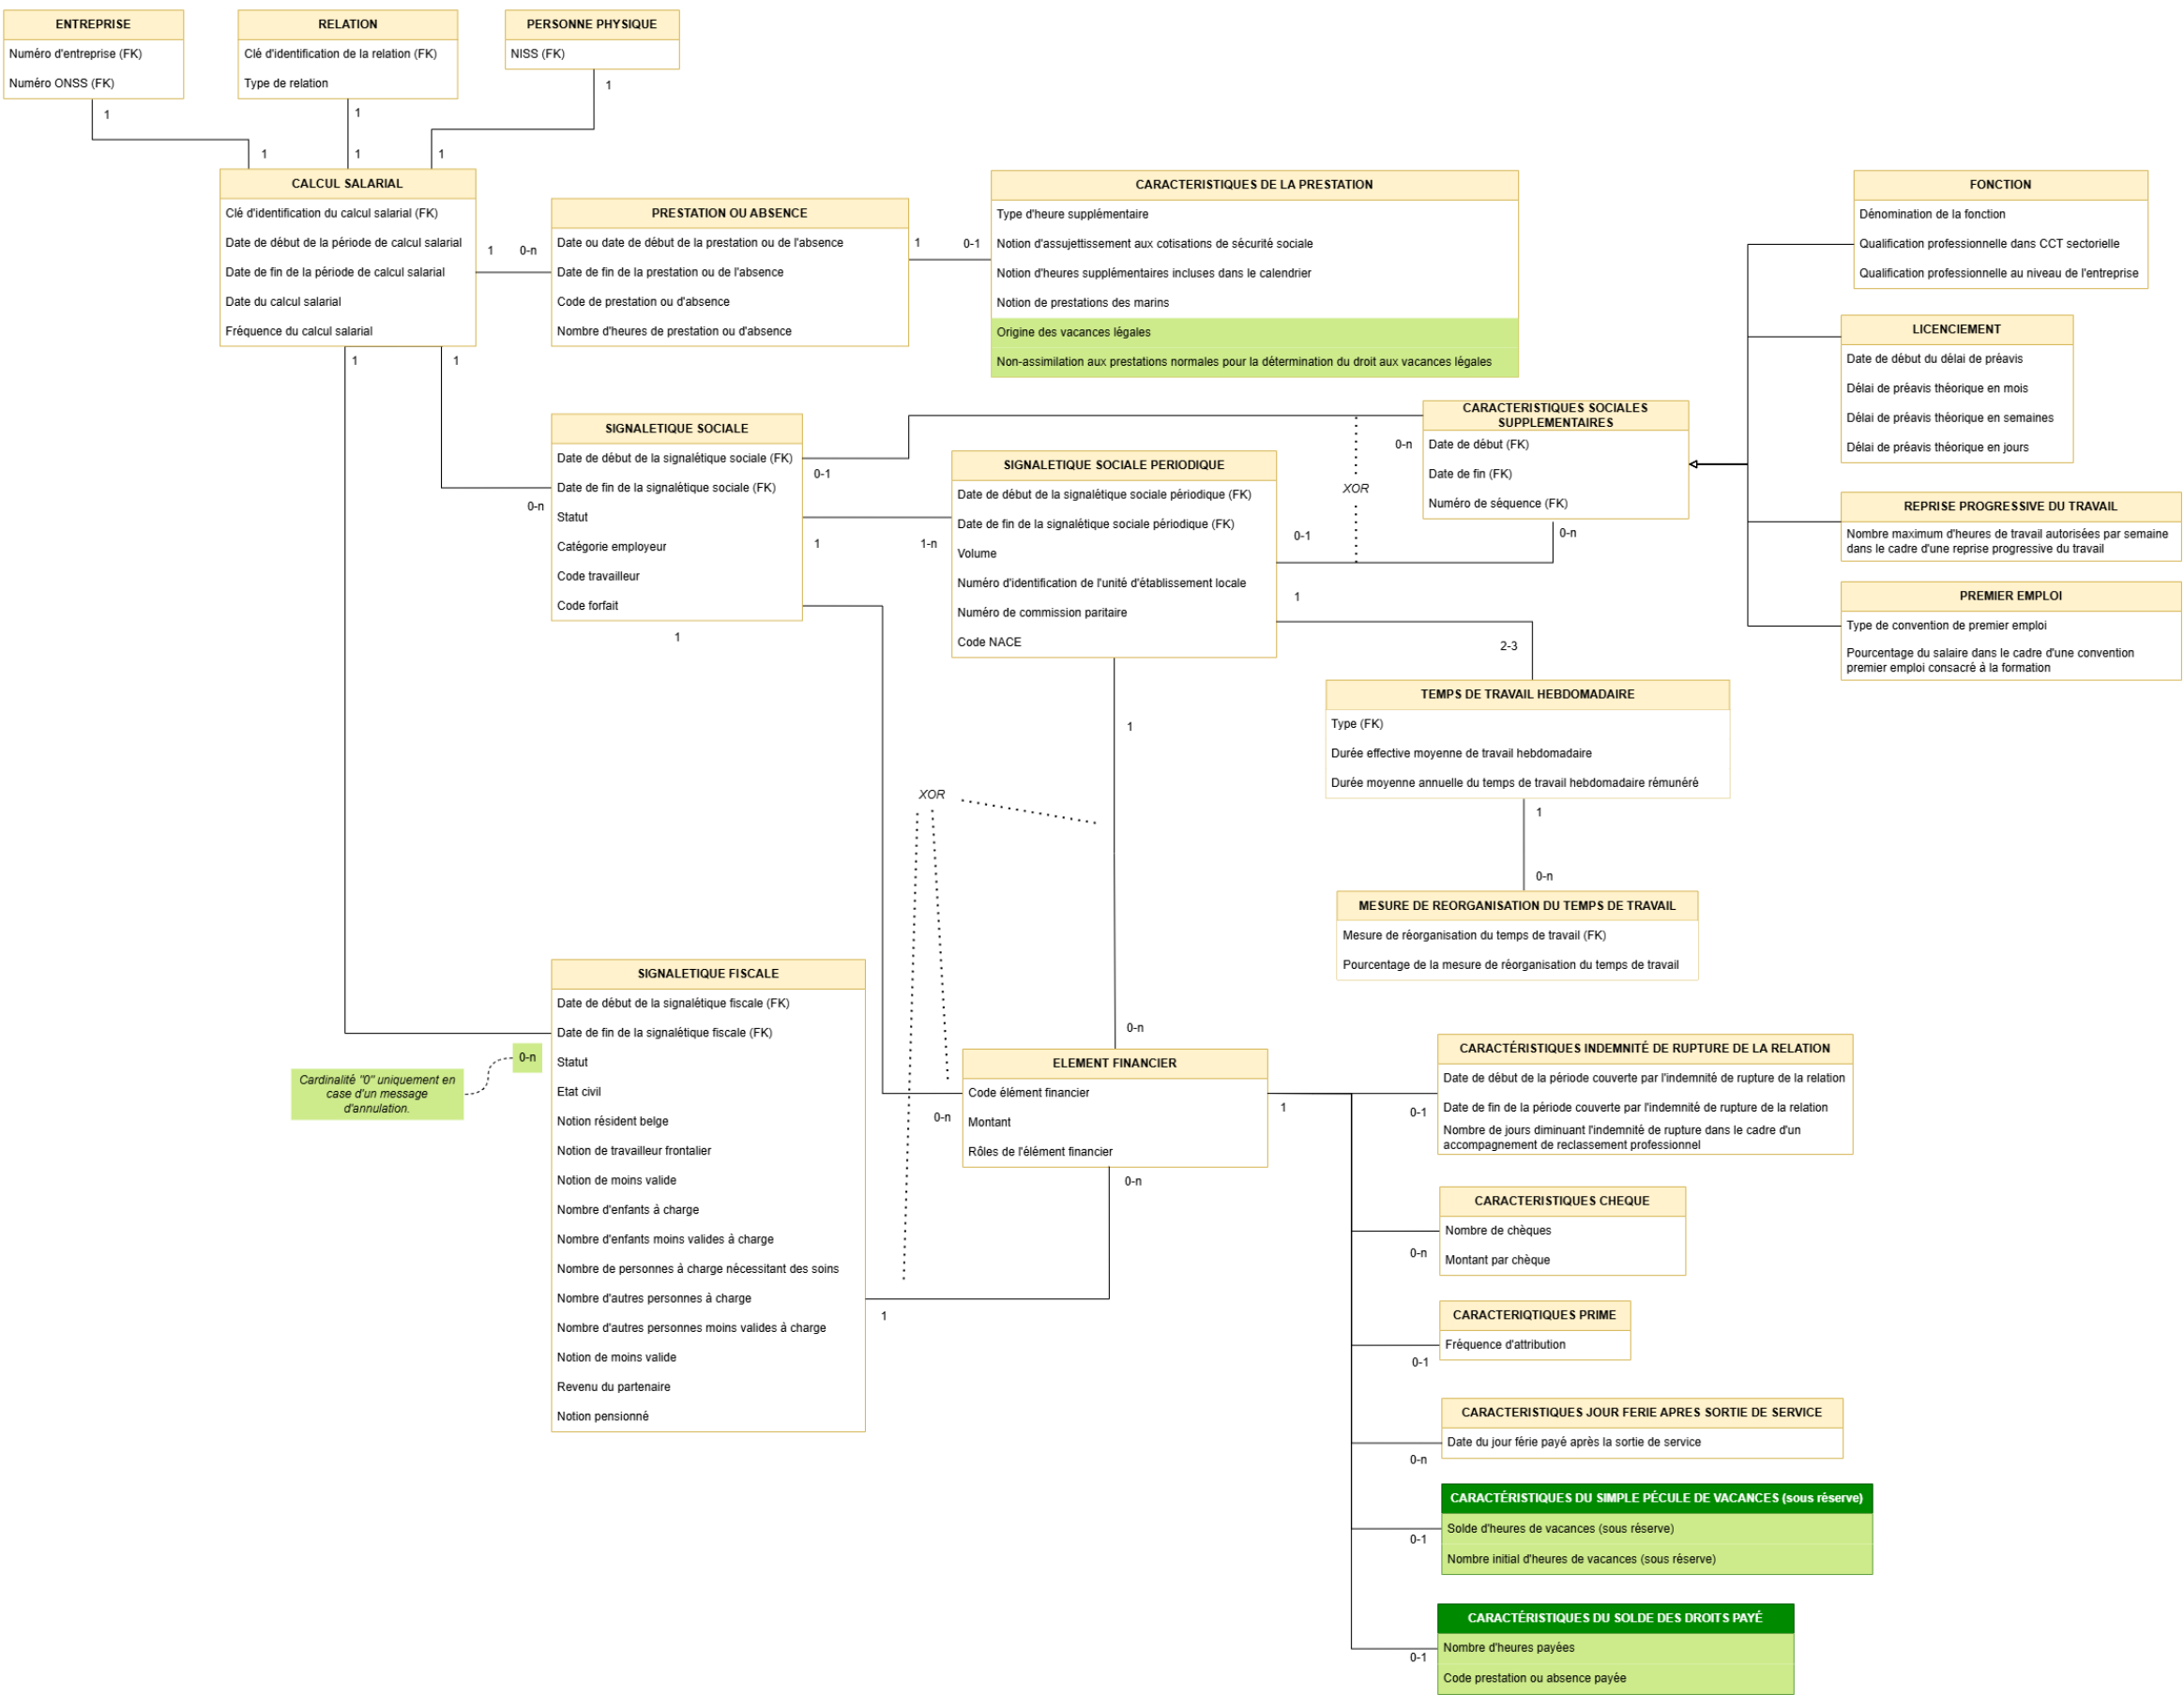 ENTREPRISE
Numéro d'entreprise (FK)
Numéro ONSS (FK)
1
RELATION
Clé d'identification de la relation (FK)
Type de relation
1
PERSONNE PHYSIQUE
NISS (FK)
1
1
1
1
CALCUL SALARIAL
Clé d'identification du calcul salarial (FK)
Date de début de la période de calcul salarial
Date de fin de la période de calcul salarial
Date du calcul salarial
Fréquence du calcul salarial
1
0-n
1
1
PRESTATION OU ABSENCE
Date ou date de début de la prestation ou de l'absence
Date de fin de la prestation ou de l'absence
Code de prestation ou d'absence
Nombre d'heures de prestation ou d'absence
1
0-1
CARACTERISTIQUES DE LA PRESTATION
Type d'heure supplémentaire
Notion d'assujettissement aux cotisations de sécurité sociale
Notion d'heures supplémentaires incluses dans le calendrier
Notion de prestations des marins
Origine des vacances légales
Non-assimilation aux prestations normales pour la détermination du droit aux vacances légales
FONCTION
Dénomination de la fonction
Qualification professionnelle dans CCT sectorielle
Qualification professionnelle au niveau de l'entreprise
LICENCIEMENT
Date de début du délai de préavis
Délai de préavis théorique en mois
Délai de préavis théorique en semaines
Délai de préavis théorique en jours
REPRISE PROGRESSIVE DU TRAVAIL
Nombre maximum d'heures de travail autorisées par semaine
dans le cadre d'une reprise progressive du travail
PREMIER EMPLOI
Type de convention de premier emploi
Pourcentage du salaire dans le cadre d'une convention
premier emploi consacré à la formation
CARACTERISTIQUES SOCIALES
SUPPLEMENTAIRES
Date de début (FK)
Date de fin (FK)
Numéro de séquence (FK)
0-n
XOR
0-n
SIGNALETIQUE SOCIALE
Date de début de la signalétique sociale (FK)
Date de fin de la signalétique sociale (FK)
Statut
Catégorie employeur
Code travailleur
Code forfait
0-n
0-1
1
1-n
1
SIGNALETIQUE SOCIALE PERIODIQUE
Date de début de la signalétique sociale périodique (FK)
Date de fin de la signalétique sociale périodique (FK)
Volume
Numéro d'identification de l'unité d'établissement locale
Numéro de commission paritaire
Code NACE
0-1
1
2-3
1
TEMPS DE TRAVAIL HEBDOMADAIRE
Type (FK)
Durée effective moyenne de travail hebdomadaire
Durée moyenne annuelle du temps de travail hebdomadaire rémunéré
1
0-n
MESURE DE REORGANISATION DU TEMPS DE TRAVAIL
Mesure de réorganisation du temps de travail (FK)
Pourcentage de la mesure de réorganisation du temps de travail
XOR
SIGNALETIQUE FISCALE
Date de début de la signalétique fiscale (FK)
Date de fin de la signalétique fiscale (FK)
Statut
Etat civil
Notion résident belge
Notion de travailleur frontalier
Notion de moins valide
Nombre d'enfants à charge
Nombre d'enfants moins valides à charge
Nombre de personnes à charge nécessitant des soins
Nombre d'autres personnes à charge
Nombre d'autres personnes moins valides à charge
Notion de moins valide
Revenu du partenaire
Notion pensionné
0-n
Cardinalité "0" uniquement en
case d'un message
d'annulation.
1
0-n
ELEMENT FINANCIER
Code élément financier
Montant
Rôles de l'élément financier
0-n
0-n
1
CARACTÉRISTIQUES INDEMNITÉ DE RUPTURE DE LA RELATION
Date de début de la période couverte par l'indemnité de rupture de la relation
Date de fin de la période couverte par l'indemnité de rupture de la relation
Nombre de jours diminuant l'indemnité de rupture dans le cadre d'un
accompagnement de reclassement professionnel
0-1
CARACTERISTIQUES CHEQUE
Nombre de chèques
Montant par chèque
0-n
CARACTERIQTIQUES PRIME
Fréquence d'attribution
0-1
CARACTERISTIQUES JOUR FERIE APRES SORTIE DE SERVICE
Date du jour férie payé après la sortie de service
0-n
CARACTÉRISTIQUES DU SIMPLE PÉCULE DE VACANCES (sous réserve)
Solde d'heures de vacances (sous réserve)
Nombre initial d'heures de vacances (sous réserve)
0-1
CARACTÉRISTIQUES DU SOLDE DES DROITS PAYÉ
Nombre d'heures payées
Code prestation ou absence payée
0-1